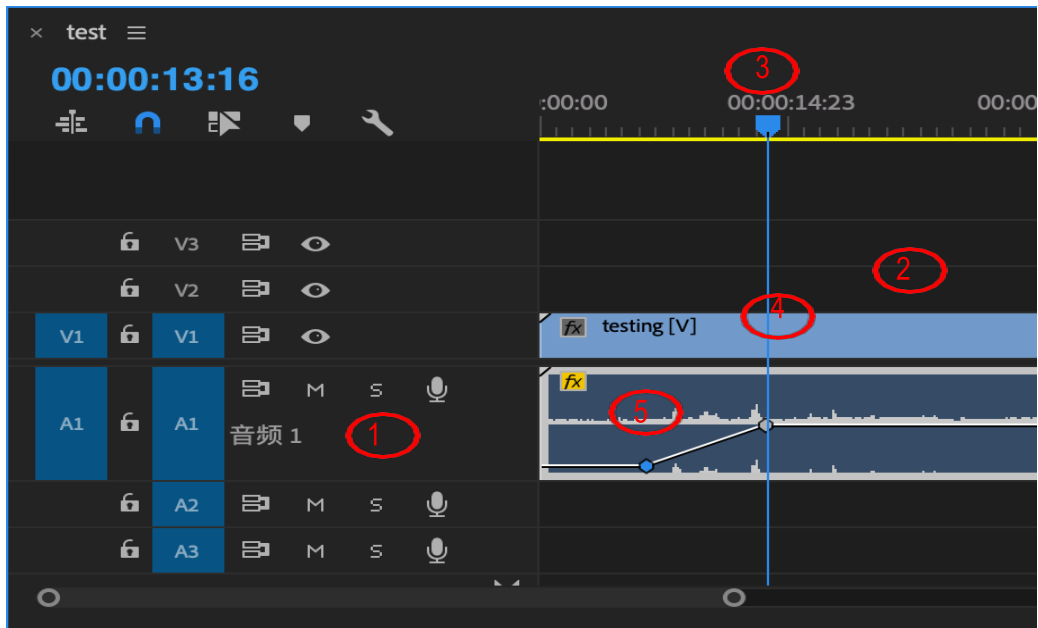 × test
00:00:13:16
3
:00:00 00:00:14:23 00:00
V3
2
V2
4
V1 V1 fx testing [V]
fx
M S
5
A1 A1 音频 1 1
A2 M S
A3 M S